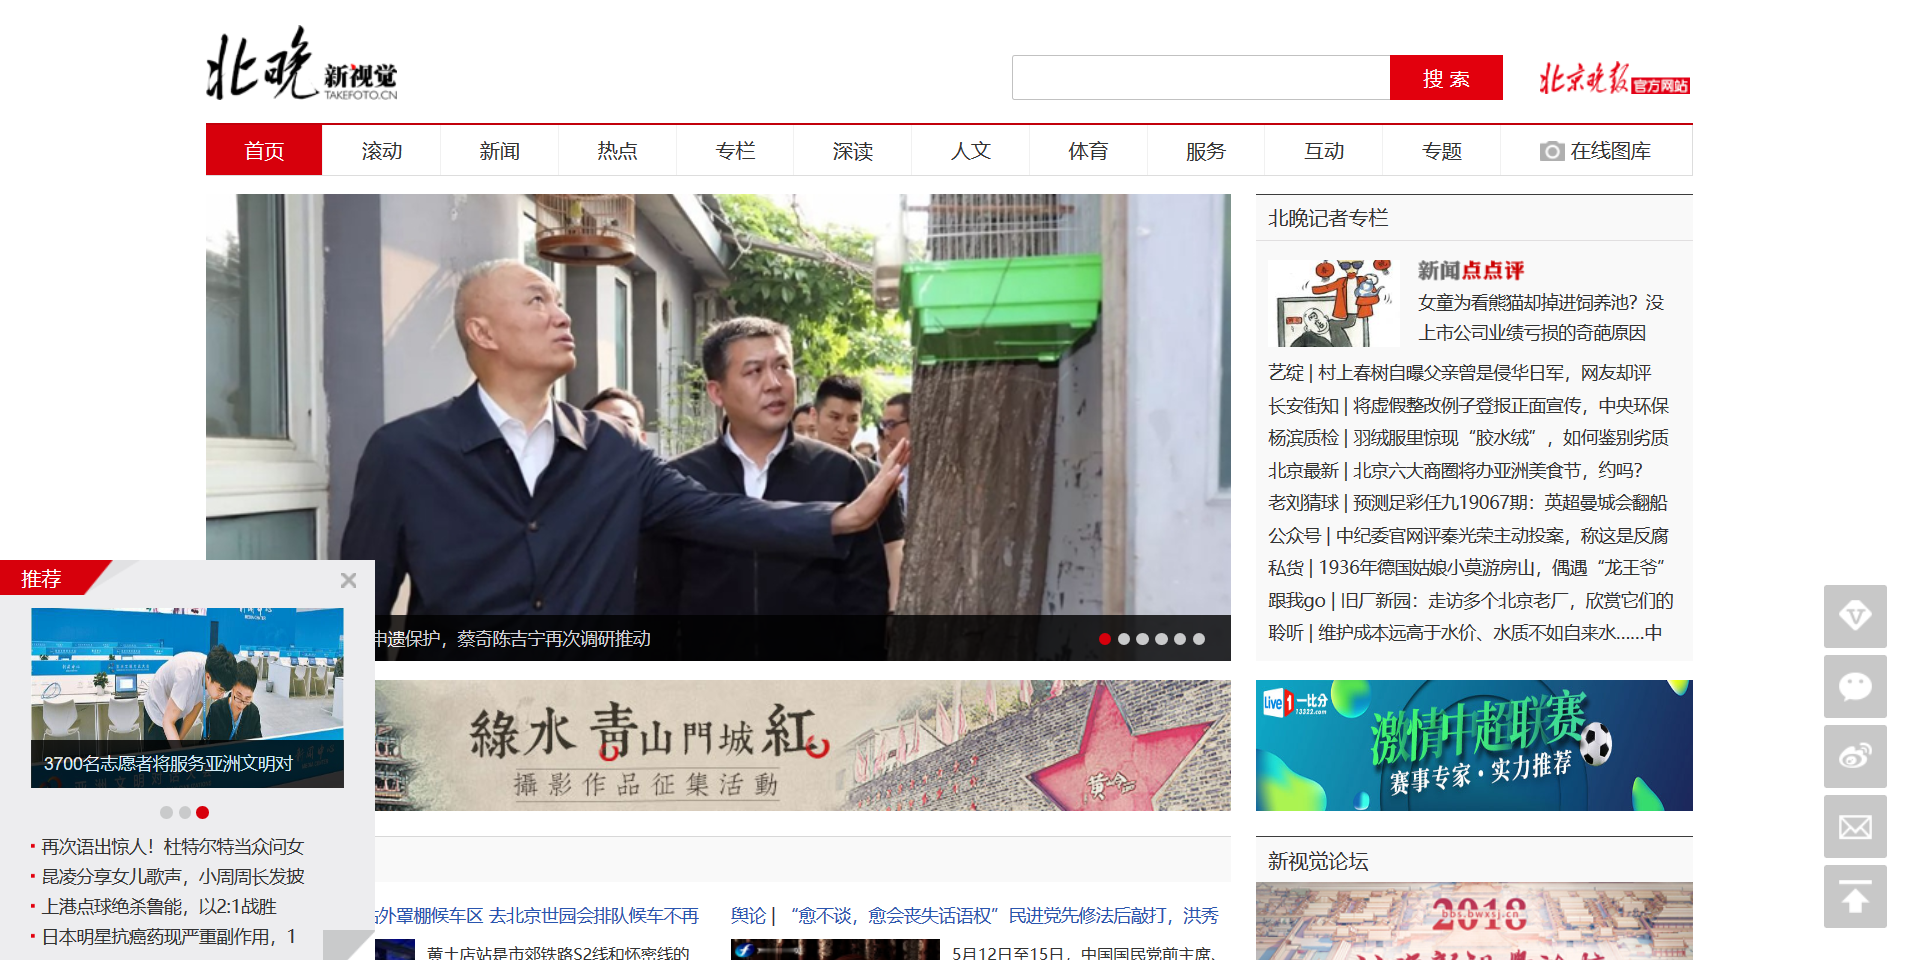 北晚 新视觉
TAKEFOTO.CN
搜 索
北京晚报 官方网站
首页
滚动
新闻
热点
专栏
深读
人文
体育
服务
互动
专题
在线图库
申遗保护，蔡奇陈吉宁再次调研推动
北晚记者专栏
新闻点点评
女童为看熊猫却掉进饲养池？没
上市公司业绩亏损的奇葩原因
艺绽 | 村上春树自曝父亲曾是侵华日军，网友却评
长安街知 | 将虚假整改例子登报正面宣传，中央环保
杨滨质检 | 羽绒服里惊现“胶水绒”，如何鉴别劣质
北京最新 | 北京六大商圈将办亚洲美食节，约吗？
老刘猜球 | 预测足彩任九19067期：英超曼城会翻船
公众号 | 中纪委官网评秦光荣主动投案，称这是反腐
私货 | 1936年德国姑娘小莫游房山，偶遇“龙王爷”
跟我go | 旧厂新园：走访多个北京老厂，欣赏它们的
聆听 | 维护成本远高于水价、水质不如自来水......中
推荐
3700名志愿者将服务亚洲文明对
再次语出惊人！杜特尔特当众问女
昆凌分享女儿歌声，小周周长发披
上港点球绝杀鲁能，以2:1战胜
日本明星抗癌药现严重副作用，1
綠水青山門城紅
攝影作品征集活動
Live 1 一比分
13322.com
激情中超联赛
赛事专家·实力推荐
外罩棚候车区 去北京世园会排队候车不再
黄土店站是市郊铁路S2线和怀密线的
舆论 | “愈不谈，愈会丧失话语权”民进党先修法后敲打，洪秀
5月12日至15日，中国国民党前主席、
新视觉论坛
2018
bbs.bwxsj.cn